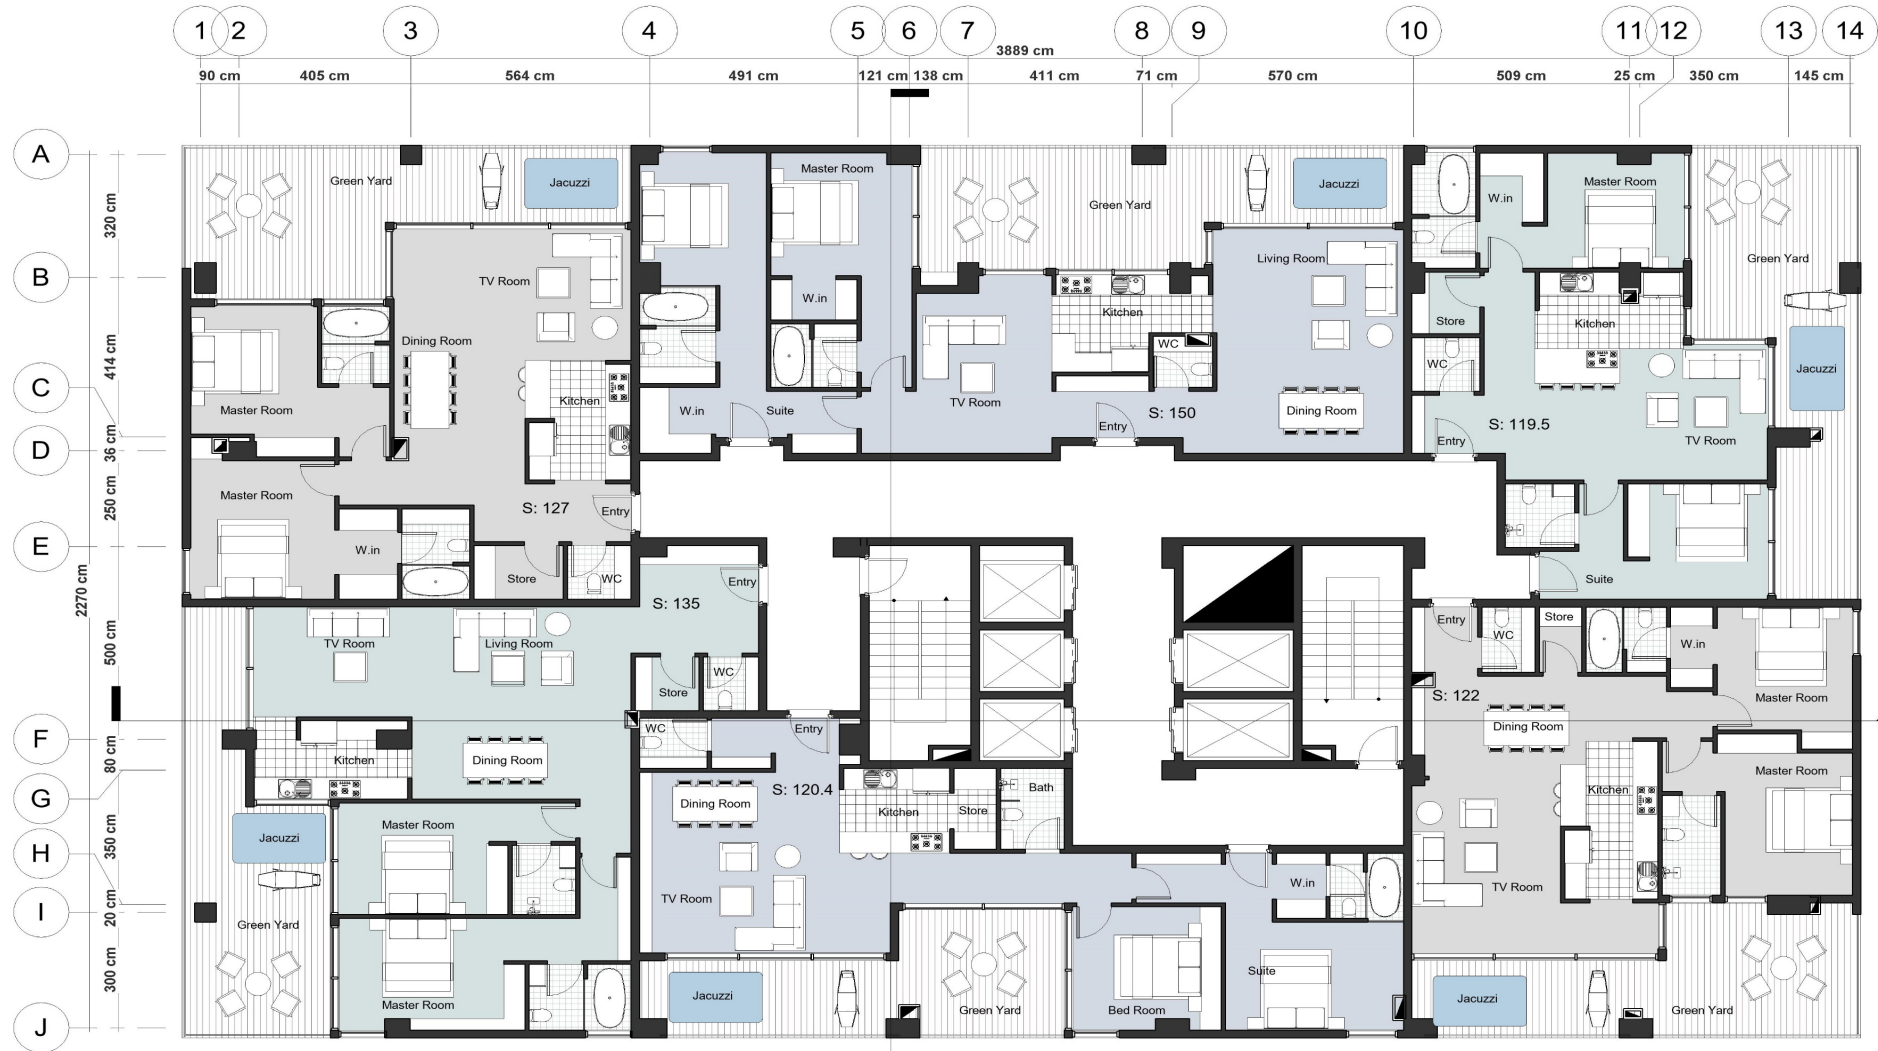 1 2 3 4 5 6 7 8 9 10 11 12 13 14
3889 cm
90 cm 405 cm 564 cm 491 cm 121 cm 138 cm 411 cm 71 cm 570 cm 509 cm 25 cm 350 cm 145 cm
A
B
C
D
E
F
G
H
I
J
320 cm
414 cm
36 cm
250 cm
2270 cm
500 cm
80 cm
350 cm
20 cm
300 cm
Green Yard
Jacuzzi
TV Room
Dining Room
Kitchen
Master Room
Master Room
W.in
S: 127
Entry
Store
WC
Master Room
W.in
W.in
Suite
Green Yard
Jacuzzi
Living Room
Kitchen
WC
TV Room
S: 150
Entry
Dining Room
W.in
Master Room
Green Yard
Store
Kitchen
WC
Jacuzzi
S: 119.5
Entry
TV Room
Suite
Entry
S: 135
TV Room
Living Room
Store
WC
Kitchen
Dining Room
Jacuzzi
Master Room
Green Yard
Master Room
WC
Entry
Dining Room
S: 120.4
Kitchen
Store
Bath
TV Room
W.in
Suite
Jacuzzi
Green Yard
Bed Room
Entry
WC
Store
W.in
S: 122
Master Room
Dining Room
Master Room
Kitchen
TV Room
Jacuzzi
Green Yard